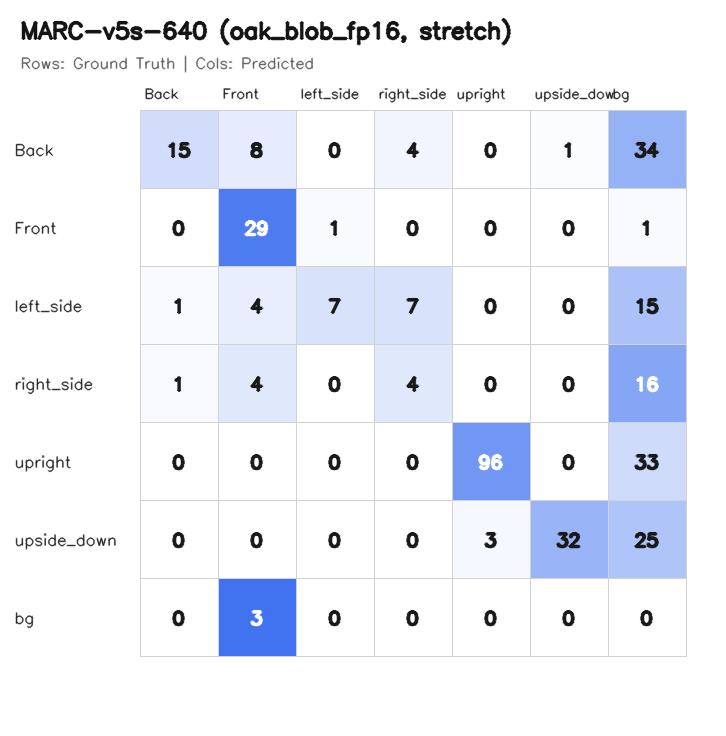 MARC-v5s-640 (oak_blob_fp16, stretch)
Rows: Ground Truth | Cols: Predicted
Back Front left_side right_side upright upside_dowbg
Back 15 8 0 4 0 1 34
Front 0 29 1 0 0 0 1
left_side 1 4 7 7 0 0 15
right_side 1 4 0 4 0 0 16
upright 0 0 0 0 96 0 33
upside_down 0 0 0 0 3 32 25
bg 0 3 0 0 0 0 0